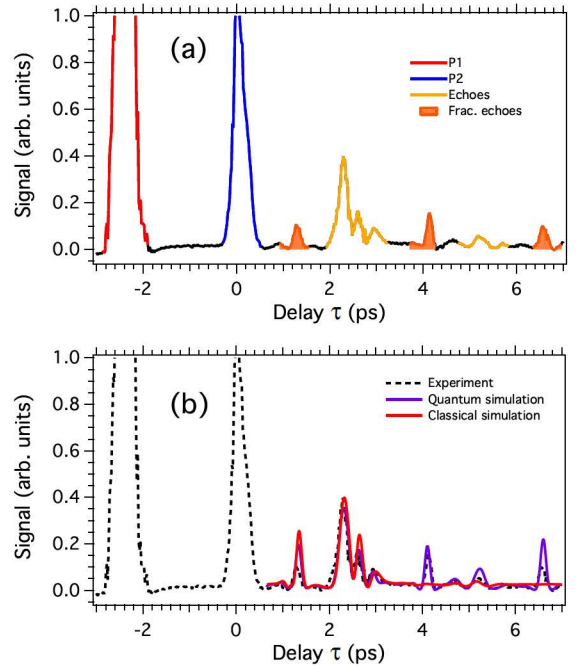 1.0
(a)
P1
P2
Echoes
Frac. echoes
0.8
0.6
0.4
0.2
0.0
Signal (arb. units)
-2 0 2 4 6
Delay τ (ps)
1.0
(b)
Experiment
Quantum simulation
Classical simulation
0.8
0.6
0.4
0.2
0.0
Signal (arb. units)
-2 0 2 4 6
Delay τ (ps)